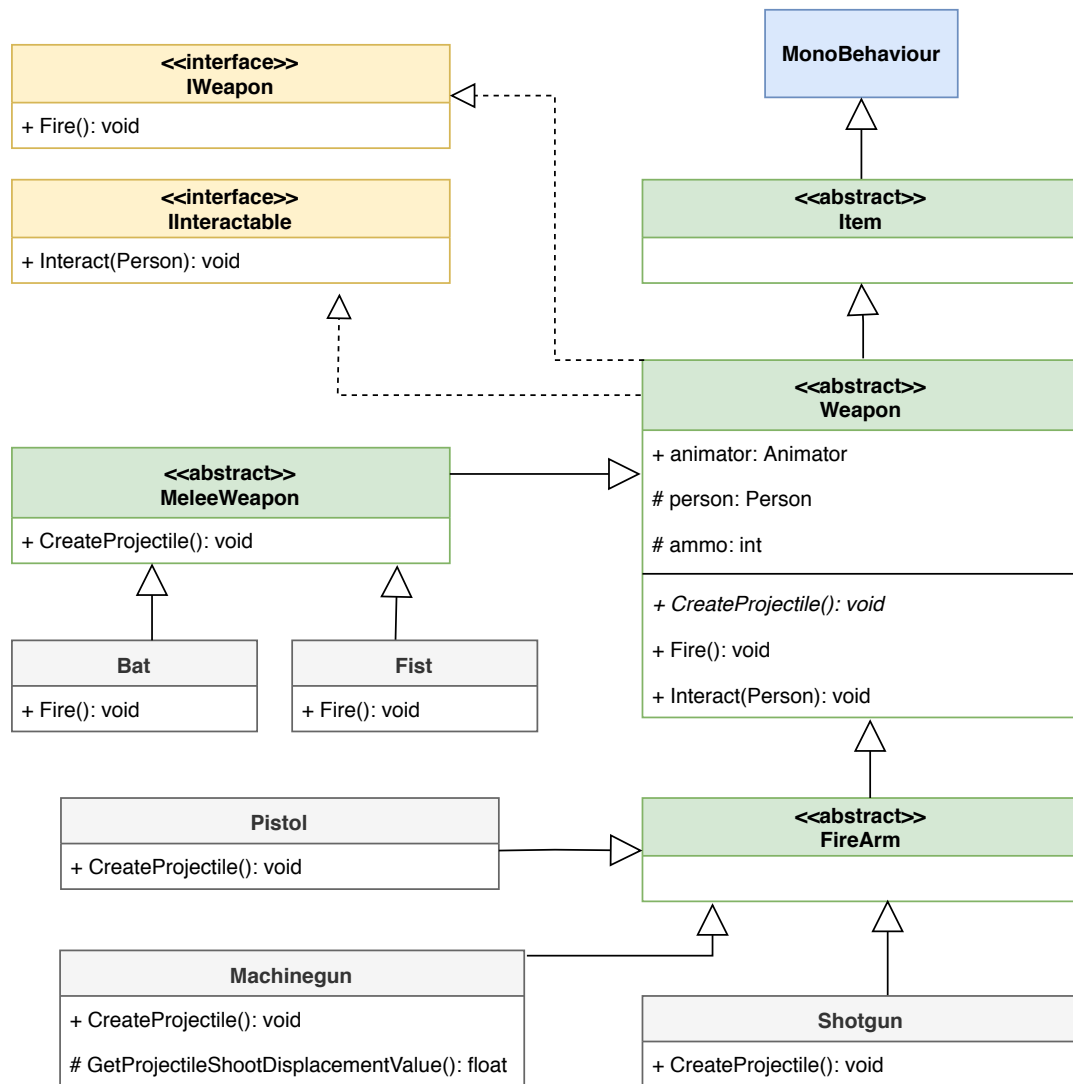 <<interface>>
IWeapon
+ Fire(): void
MonoBehaviour
<<interface>>
IInteractable
+ Interact(Person): void
<<abstract>>
Item
<<abstract>>
Weapon
+ animator: Animator
# person: Person
# ammo: int
+ CreateProjectile(): void
+ Fire(): void
+ Interact(Person): void
<<abstract>>
MeleeWeapon
+ CreateProjectile(): void
Bat
+ Fire(): void
Fist
+ Fire(): void
Pistol
+ CreateProjectile(): void
<<abstract>>
FireArm
Machinegun
+ CreateProjectile(): void
# GetProjectileShootDisplacementValue(): float
Shotgun
+ CreateProjectile(): void